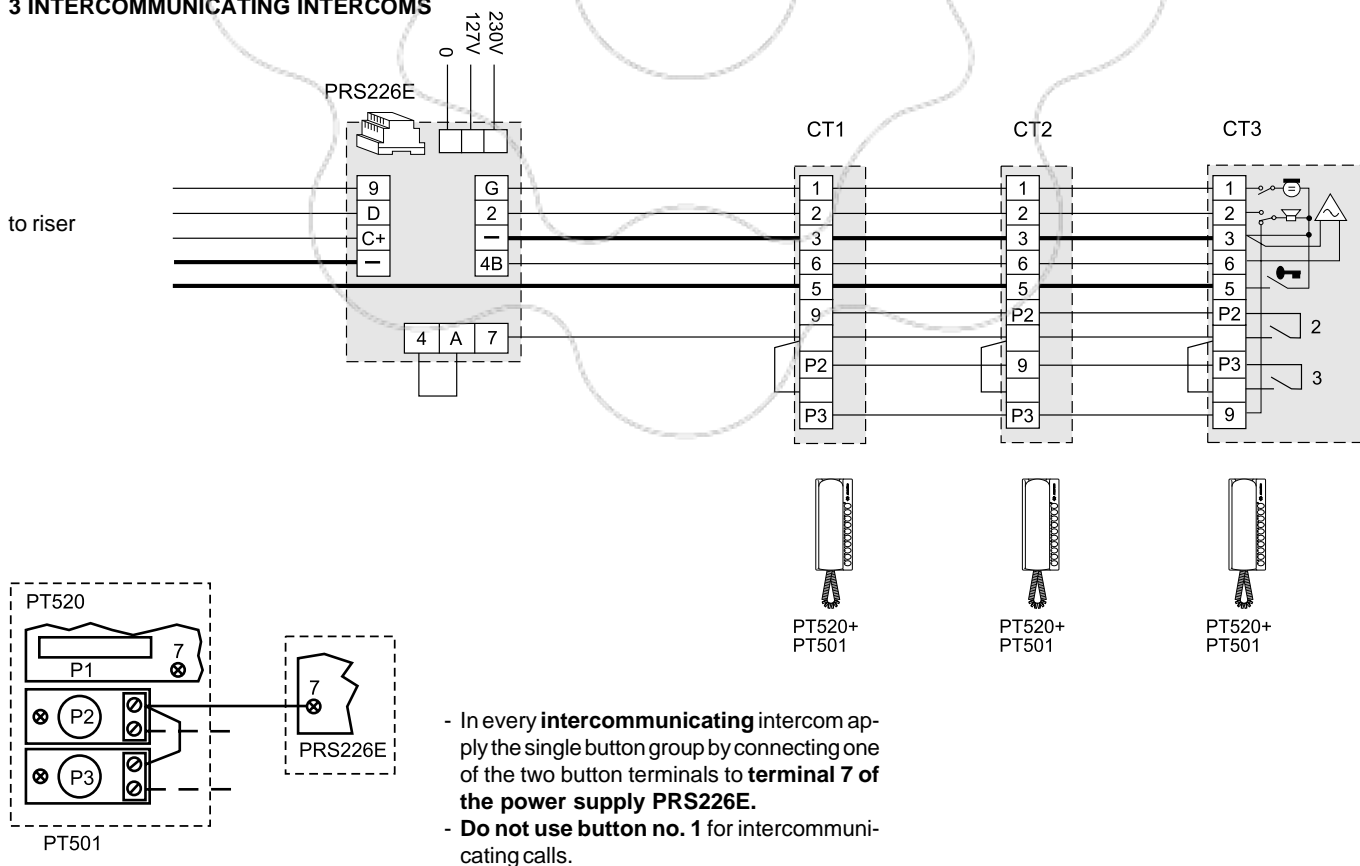 3 INTERCOMMUNICATING INTERCOMS
0
127V
230V
PRS226E
CT1
CT2
CT3
to riser
9
D
C+
–
G
2
–
4B
4 A 7
1
2
3
6
5
9
P2
P3
1
2
3
6
5
P2
9
P3
1
2
3
6
5
P2
P3
9
2
3
PT520+
PT501
PT520+
PT501
PT520+
PT501
PT520
P1
7
P2
P3
PT501
7
PRS226E
- In every intercommunicating intercom ap-
ply the single button group by connecting one
of the two button terminals to terminal 7 of
the power supply PRS226E.
- Do not use button no. 1 for intercommuni-
cating calls.